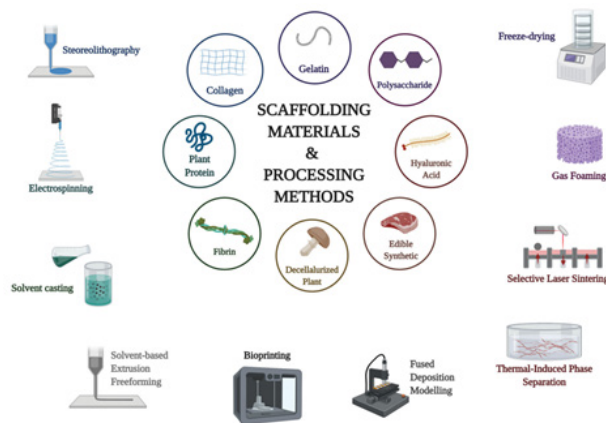 Steoreolithography
Electrospinning
Solvent casting
Solvent-based
Extrusion
Freeforming
Bioprinting
Fused
Deposition
Modelling
Thermal-Induced Phase
Separation
Selective Laser Sintering
Gas Foaming
Freeze-drying
Collagen
Gelatin
Polysaccharide
Plant
Protein
SCAFFOLDING
MATERIALS
&
PROCESSING
METHODS
Hyaluronic
Acid
Fibrin
Decellalurized
Plant
Edible
Synthetic